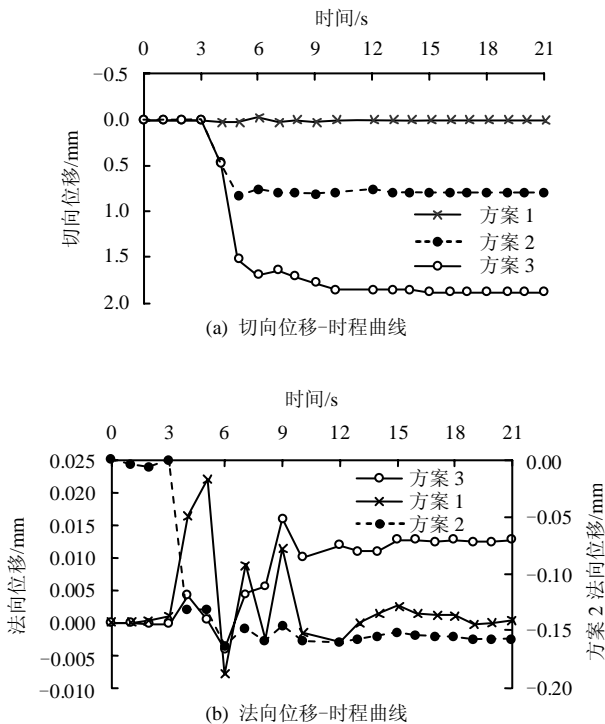 时间/s
0 3 6 9 12 15 18 21
−0.5
0.0
0.5
1.0
1.5
2.0
切向位移/mm
方案 1
方案 2
方案 3
(a) 切向位移−时程曲线
时间/s
0 3 6 9 12 15 18 21
0.025
0.020
0.015
0.010
0.005
0.000
−0.005
−0.010
法向位移/mm
方案 3
方案 1
方案 2
0.00
−0.05
−0.10
−0.15
−0.20
方案 2 法向位移/mm
(b) 法向位移−时程曲线